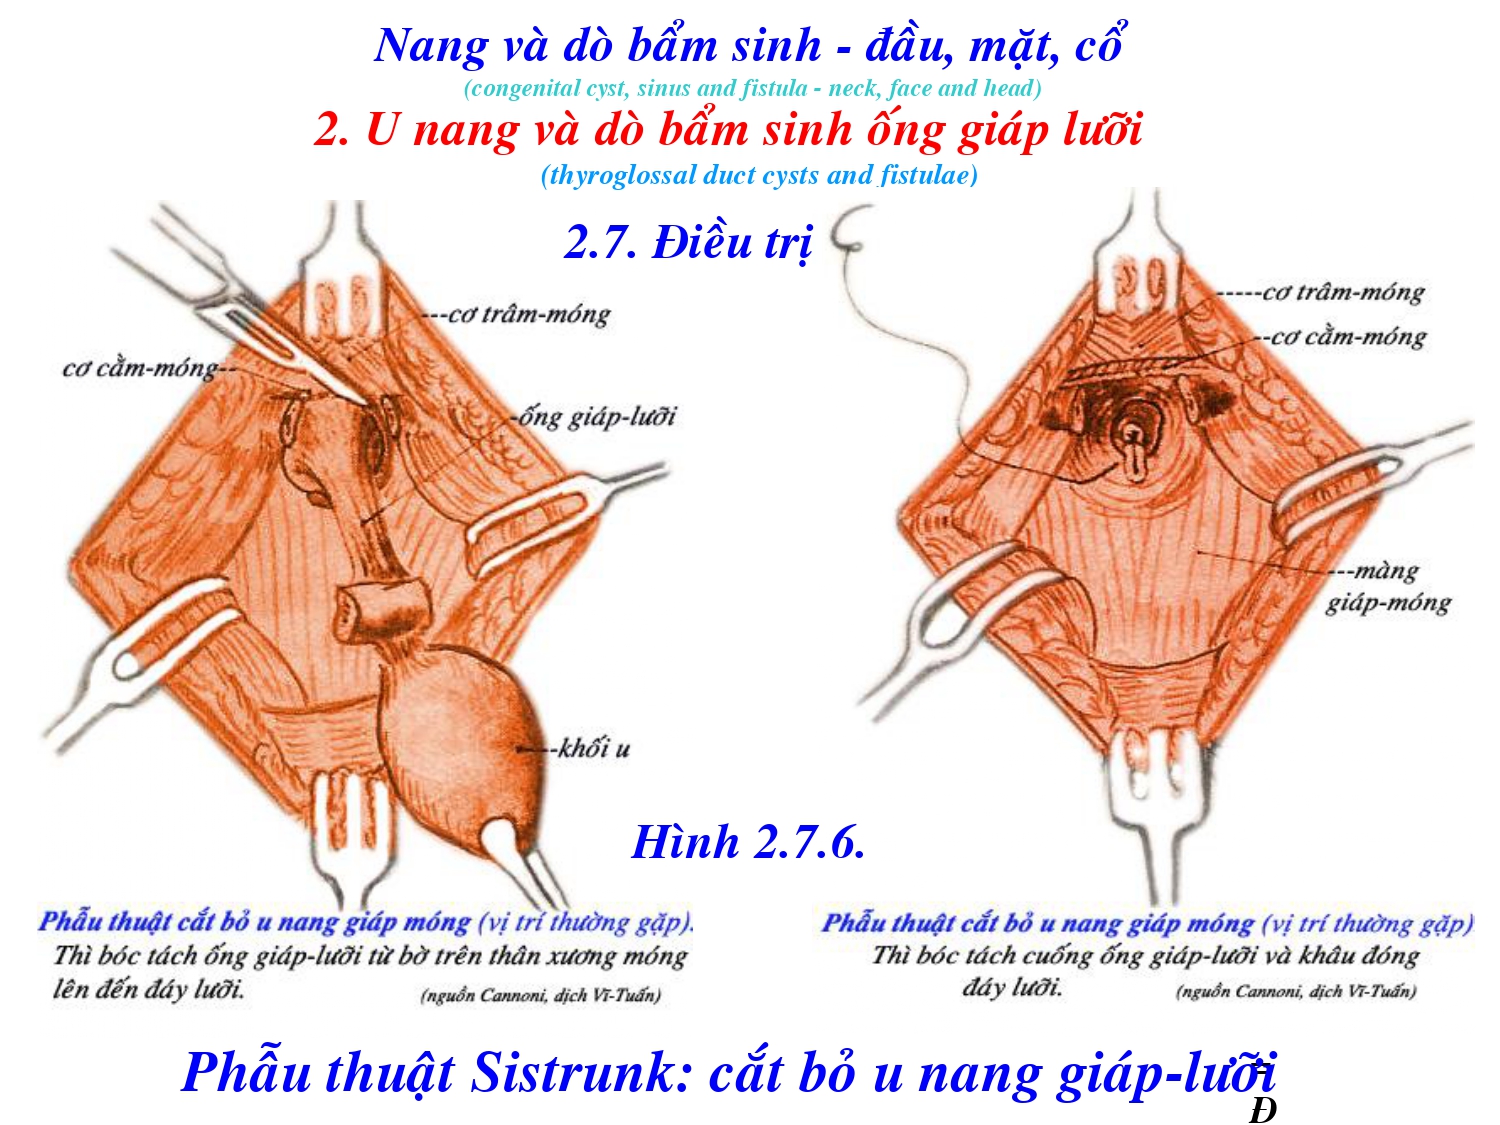 Nang và dò bẩm sinh - đầu, mặt, cổ
(congenital cyst, sinus and fistula - neck, face and head)
2. U nang và dò bẩm sinh ống giáp lưỡi
(thyroglossal duct cysts and fistulae)
2.7. Điều trị
---cơ trâm-móng
cơ cằm-móng--
-ống giáp-lưỡi
--khối u
-----cơ trâm-móng
--cơ cằm-móng
---màng
giáp-móng
Hình 2.7.6.
Phẫu thuật cắt bỏ u nang giáp móng (vị trí thường gặp).
Thì bóc tách ống giáp-lưỡi từ bờ trên thân xương móng
lên đến đáy lưỡi.
(nguồn Cannoni, dịch Vĩ-Tuấn)
Phẫu thuật cắt bỏ u nang giáp móng (vị trí thường gặp)
Thì bóc tách cuống ống giáp-lưỡi và khâu đóng
đáy lưỡi.
(nguồn Cannoni, dịch Vĩ-Tuấn)
Phẫu thuật Sistrunk: cắt bỏ u nang giáp-lưỡi
Đ